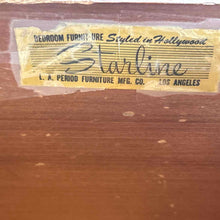 BEDROOM FURNITURE Styled in Hollywood
Starline
L. A. PERIOD FURNITURE MFG. CO. LOS ANGELES